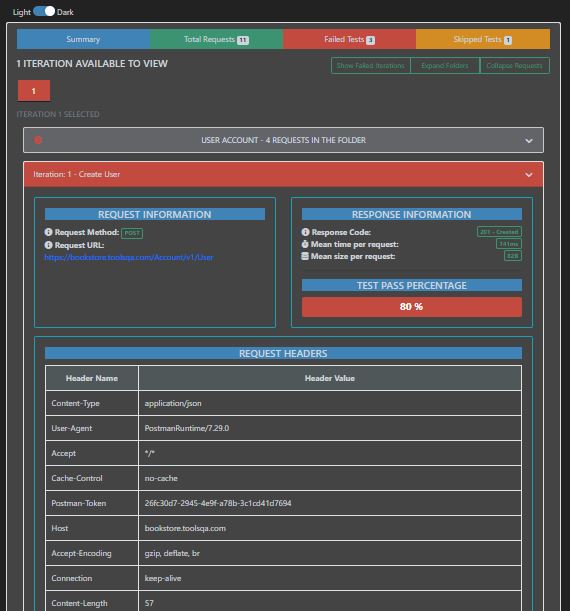 Light Dark
Summary Total Requests 11 Failed Tests 3 Skipped Tests 1
1 ITERATION AVAILABLE TO VIEW Show Failed Iterations Expand Folders Collapse Requests
1
ITERATION 1 SELECTED
USER ACCOUNT - 4 REQUESTS IN THE FOLDER
Iteration: 1 - Create User
REQUEST INFORMATION
Request Method: POST
Request URL:
https://bookstore.toolsqa.com/Account/v1/User
RESPONSE INFORMATION
Response Code: 201 - Created
Mean time per request: 741ms
Mean size per request: 82B
TEST PASS PERCENTAGE
80 %
REQUEST HEADERS
Header Name Header Value
Content-Type application/json
User-Agent PostmanRuntime/7.29.0
Accept */*
Cache-Control no-cache
Postman-Token 26fc30d7-2945-4e9f-a78b-3c1cd41d7694
Host bookstore.toolsqa.com
Accept-Encoding gzip, deflate, br
Connection keep-alive
Content-Length 57